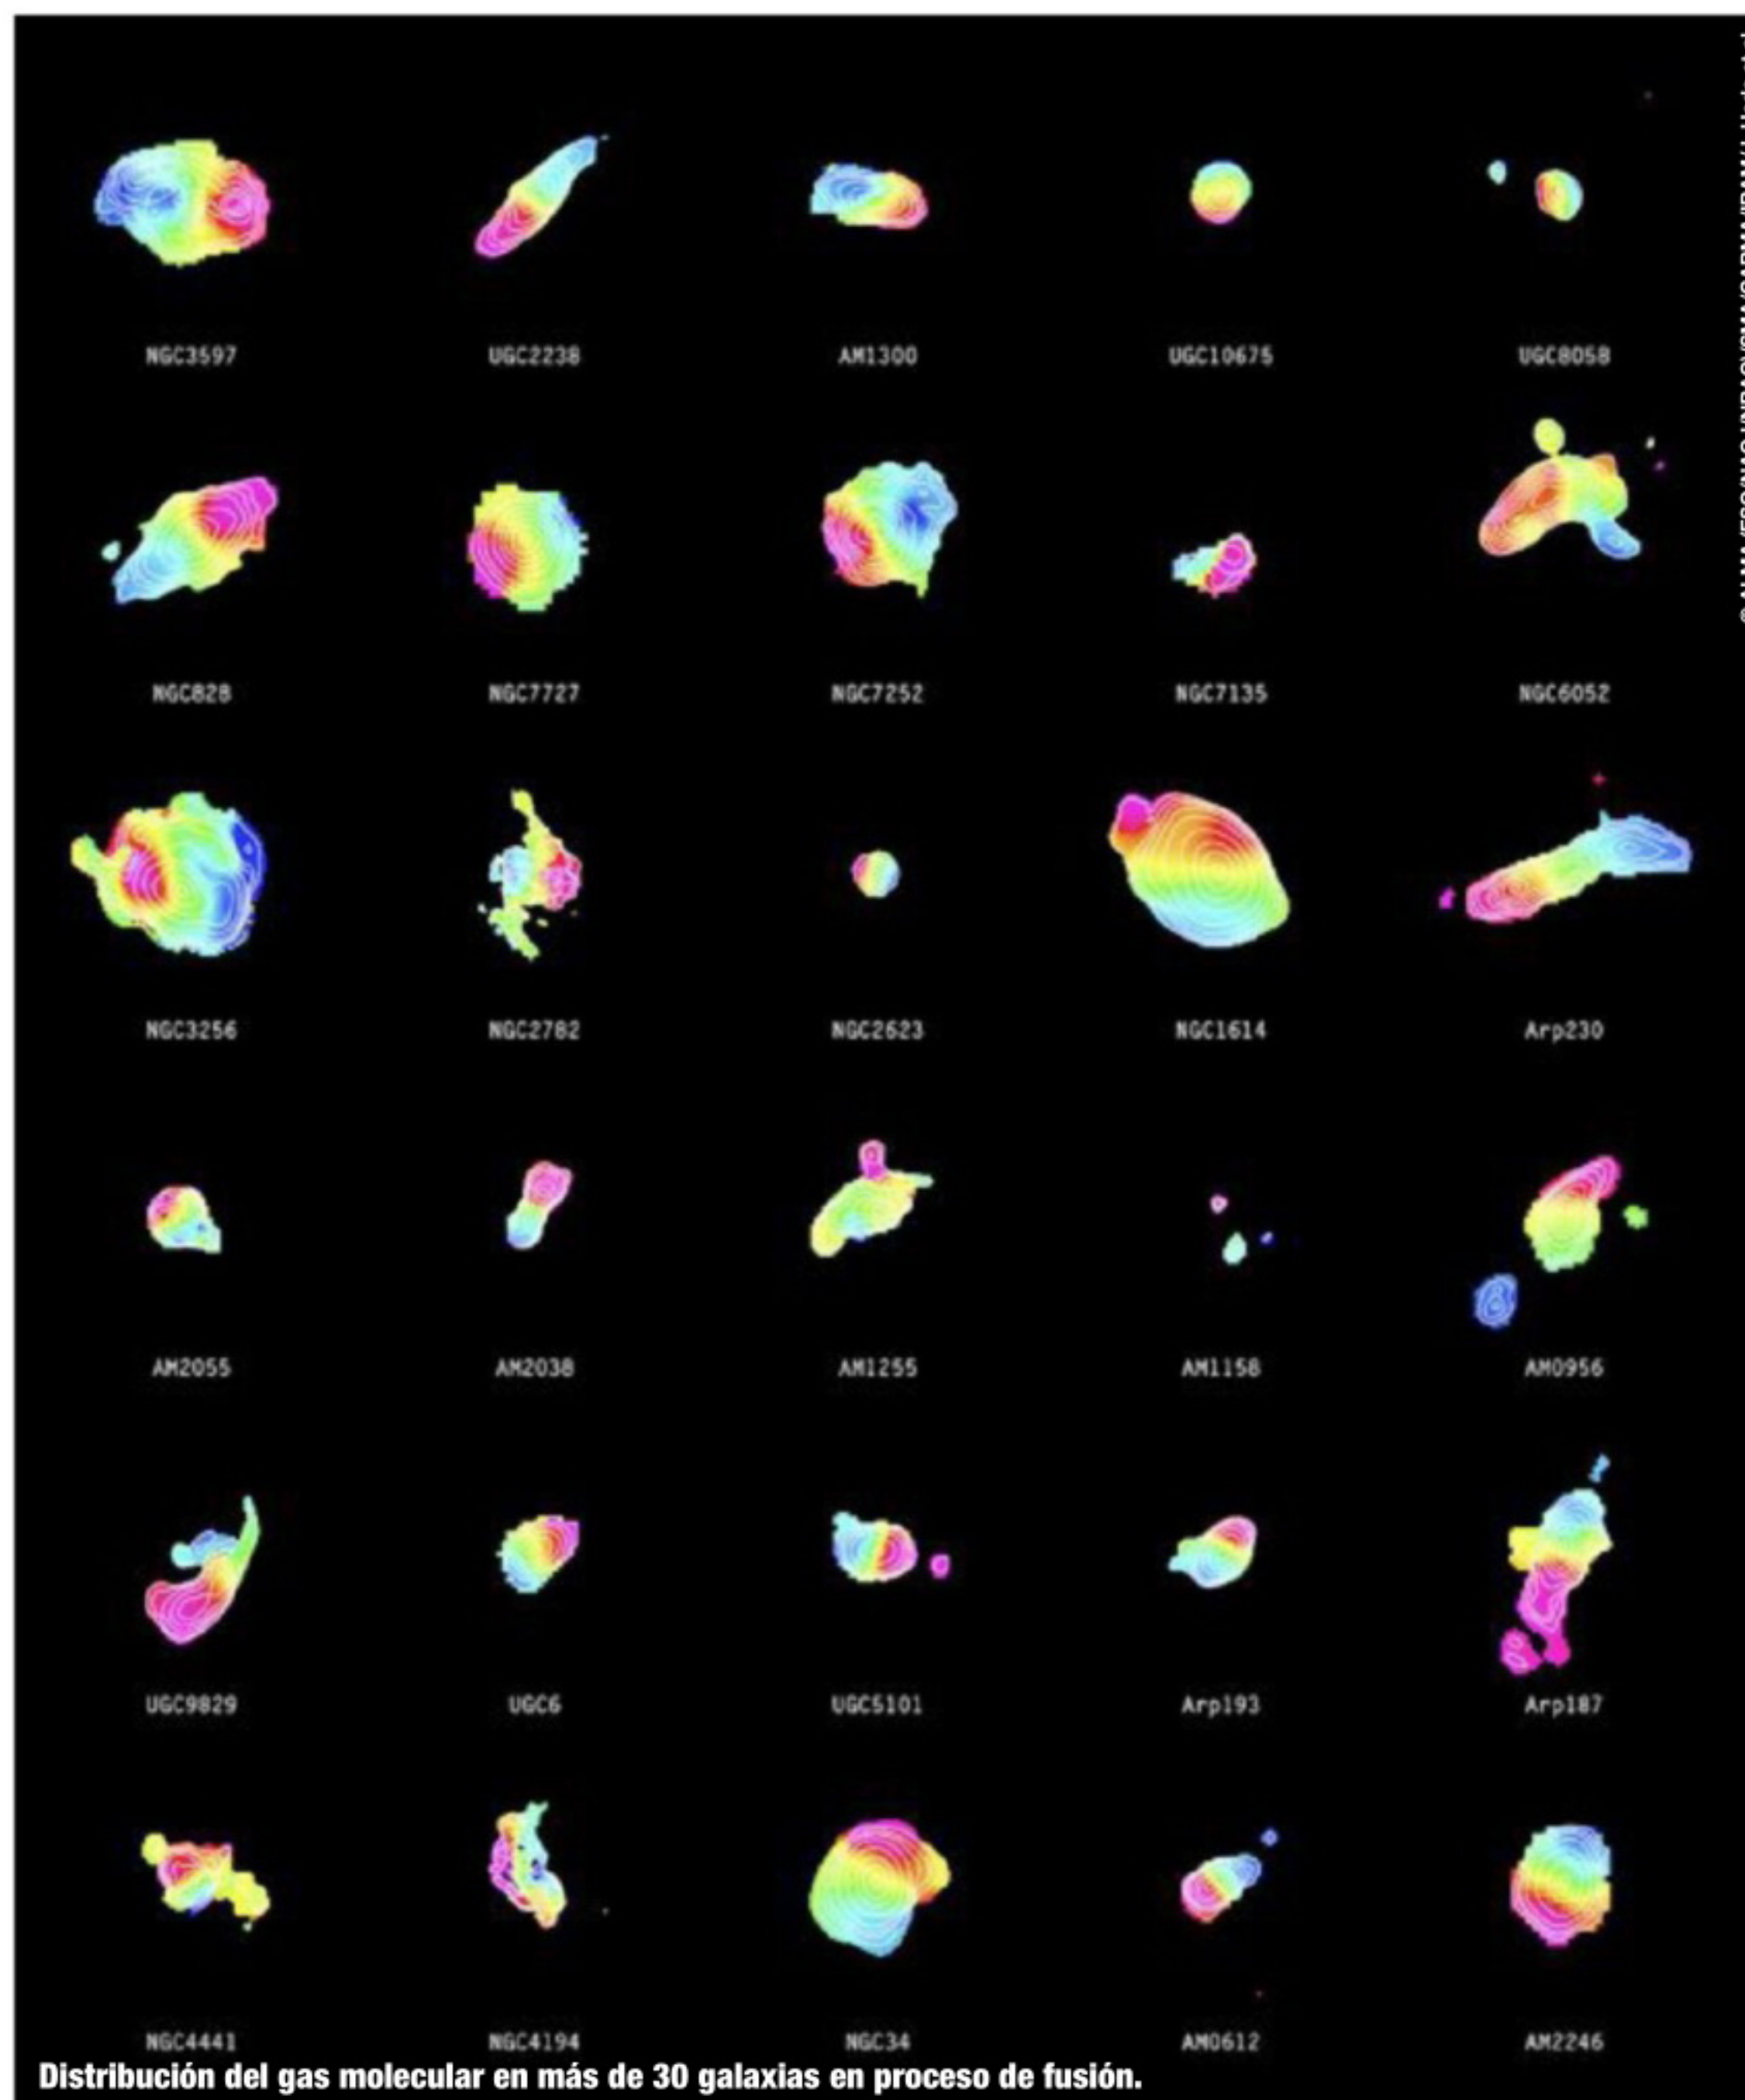 NGC3597 UGC2238 AM1300 UGC10675 UGC8058
NGC828 NGC7727 NGC7252 NGC7135 NGC6052
NGC3256 NGC2782 NGC2623 NGC1614 Arp230
AM2055 AM2038 AM1255 AM1158 AM0956
UGC9829 UGC6 UGC5101 Arp193 Arp187
NGC4441 NGC4194 NGC34 AM0612 AM2246
Distribución del gas molecular en más de 30 galaxias en proceso de fusión.